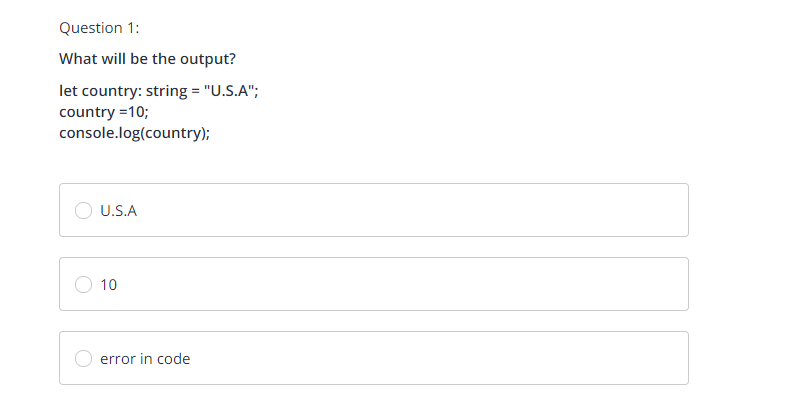 Question 1:
What will be the output?
let country: string = "U.S.A";
country =10;
console.log(country);
U.S.A
10
error in code